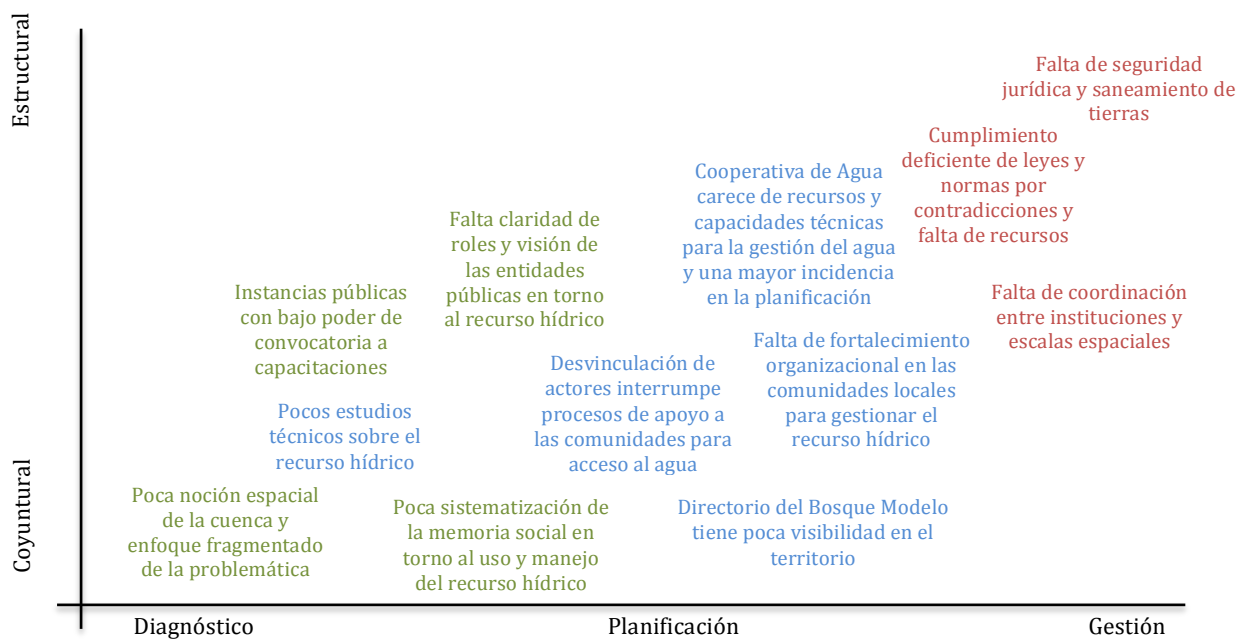 Estructural
Coyuntural
Falta de seguridad
jurídica y saneamiento de
tierras
Cumplimiento
deficiente de leyes y
normas por
contradicciones y
falta de recursos
Cooperativa de Agua
carece de recursos y
capacidades técnicas
para la gestión del agua
y una mayor incidencia
en la planificación
Falta claridad de
roles y visión de
las entidades
públicas en torno
al recurso hídrico
Instancias públicas
con bajo poder de
convocatoria a
capacitaciones
Falta de coordinación
entre instituciones y
escalas espaciales
Falta de fortalecimiento
organizacional en las
comunidades locales
para gestionar el
recurso hídrico
Desvinculación de
actores interrumpe
procesos de apoyo a
las comunidades para
acceso al agua
Pocos estudios
técnicos sobre el
recurso hídrico
Poca noción espacial
de la cuenca y
enfoque fragmentado
de la problemática
Poca sistematización de
la memoria social en
torno al uso y manejo
del recurso hídrico
Directorio del Bosque Modelo
tiene poca visibilidad en el
territorio
Diagnóstico
Planificación
Gestión